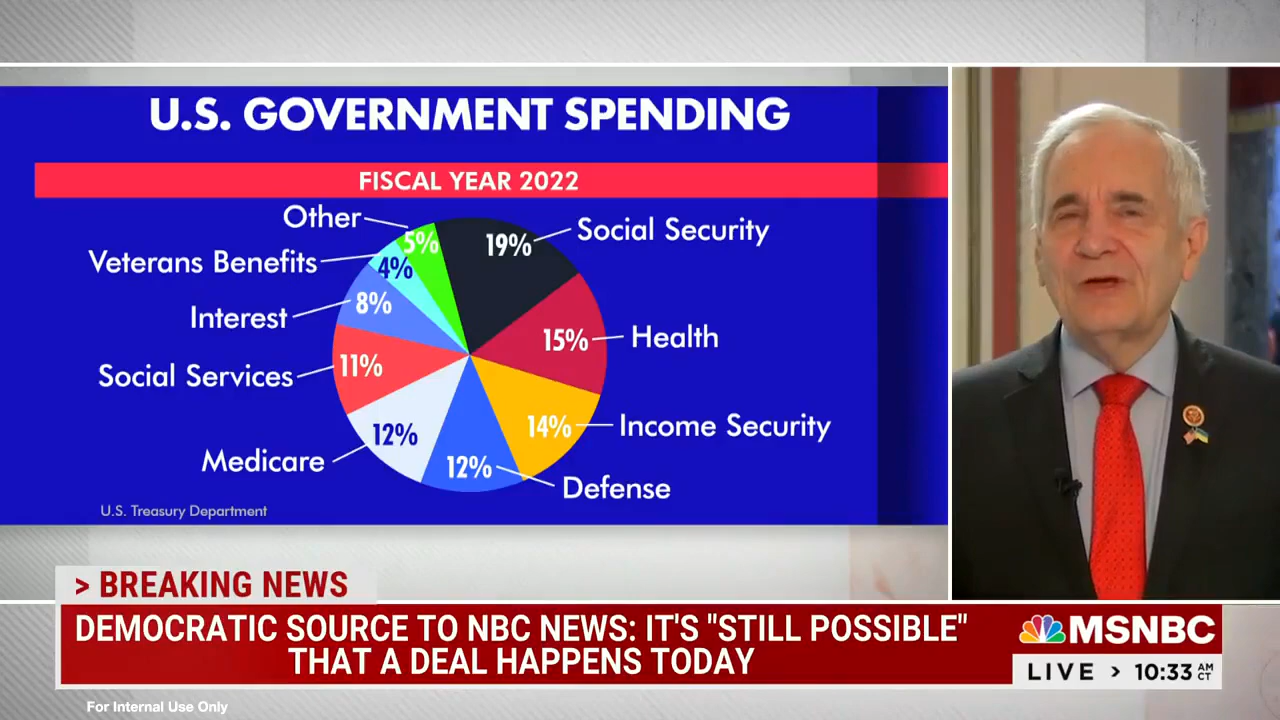 U.S. GOVERNMENT SPENDING
FISCAL YEAR 2022
Other
5%
Social Security
19%
Veterans Benefits
4%
Interest
8%
Health
15%
Social Services
11%
Income Security
14%
Medicare
12%
Defense
12%
U.S. Treasury Department
> BREAKING NEWS
DEMOCRATIC SOURCE TO NBC NEWS: IT'S "STILL POSSIBLE"
THAT A DEAL HAPPENS TODAY
MSNBC
LIVE > 10:33 AM CT
For Internal Use Only